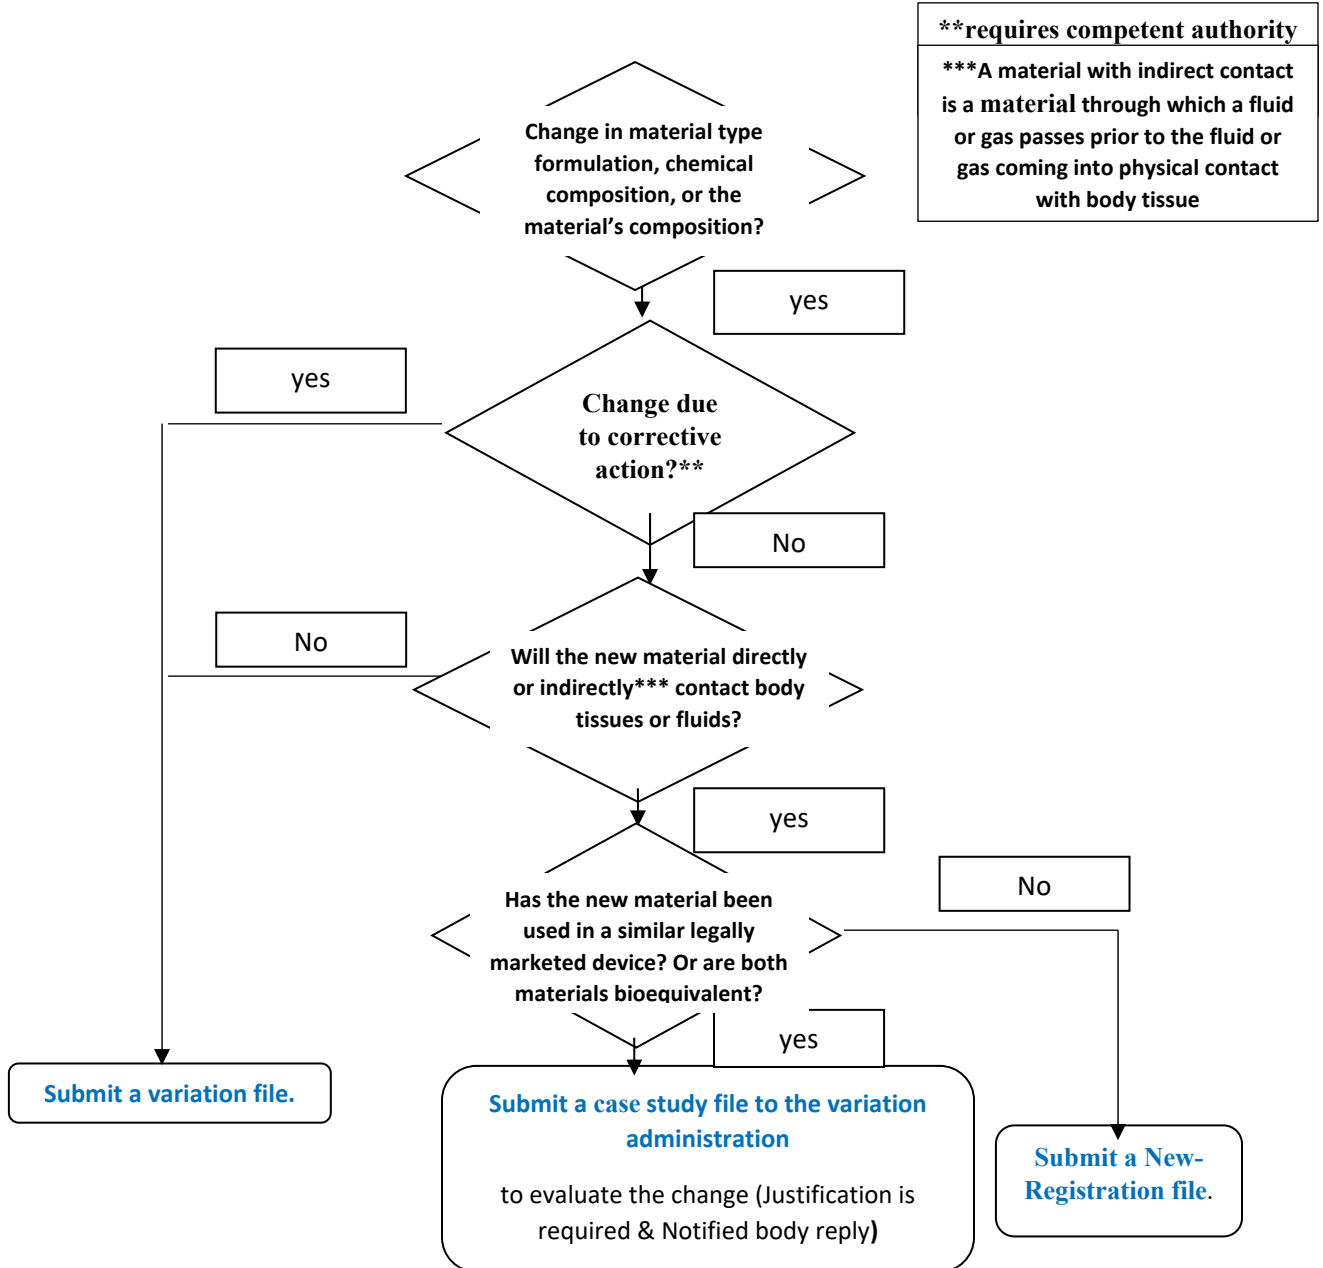 **requires competent authority
***A material with indirect contact
is a material through which a fluid
or gas passes prior to the fluid or
gas coming into physical contact
with body tissue
Change in material type
formulation, chemical
composition, or the
material’s composition?
yes
yes
Change due
to corrective
action?**
No
No
Will the new material directly
or indirectly*** contact body
tissues or fluids?
yes
Has the new material been
used in a similar legally
marketed device? Or are both
materials bioequivalent?
No
yes
Submit a variation file.
Submit a case study file to the variation
administration
to evaluate the change (Justification is
required & Notified body reply)
Submit a New-
Registration file.